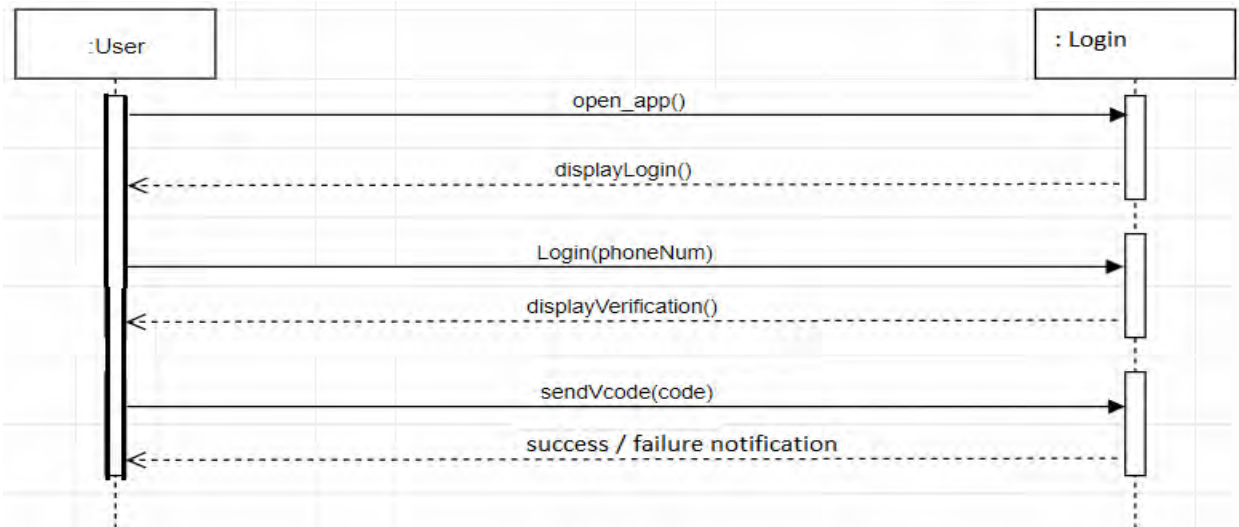 :User
: Login
open_app()
displayLogin()
Login(phoneNum)
displayVerification()
sendVcode(code)
success / failure notification